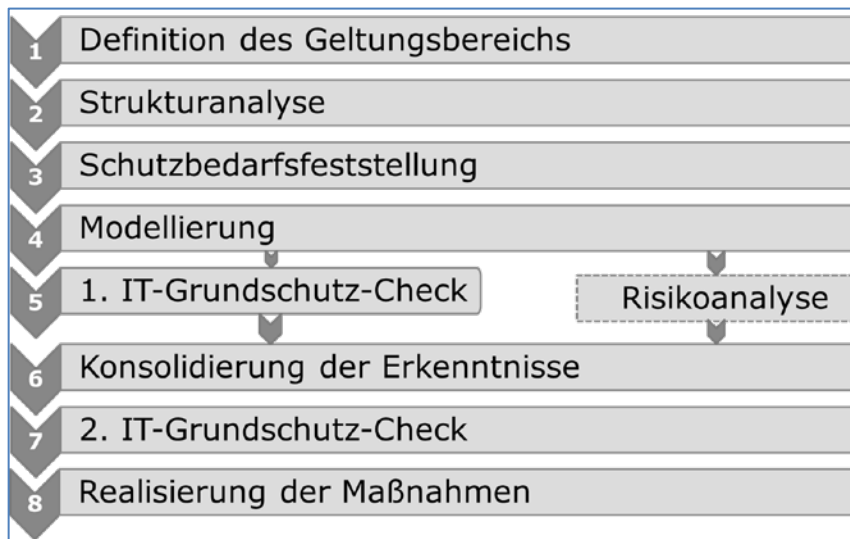 1 Definition des Geltungsbereichs
2 Strukturanalyse
3 Schutzbedarfsfeststellung
4 Modellierung
5 1. IT-Grundschutz-Check Risikoanalyse
6 Konsolidierung der Erkenntnisse
7 2. IT-Grundschutz-Check
8 Realisierung der Maßnahmen